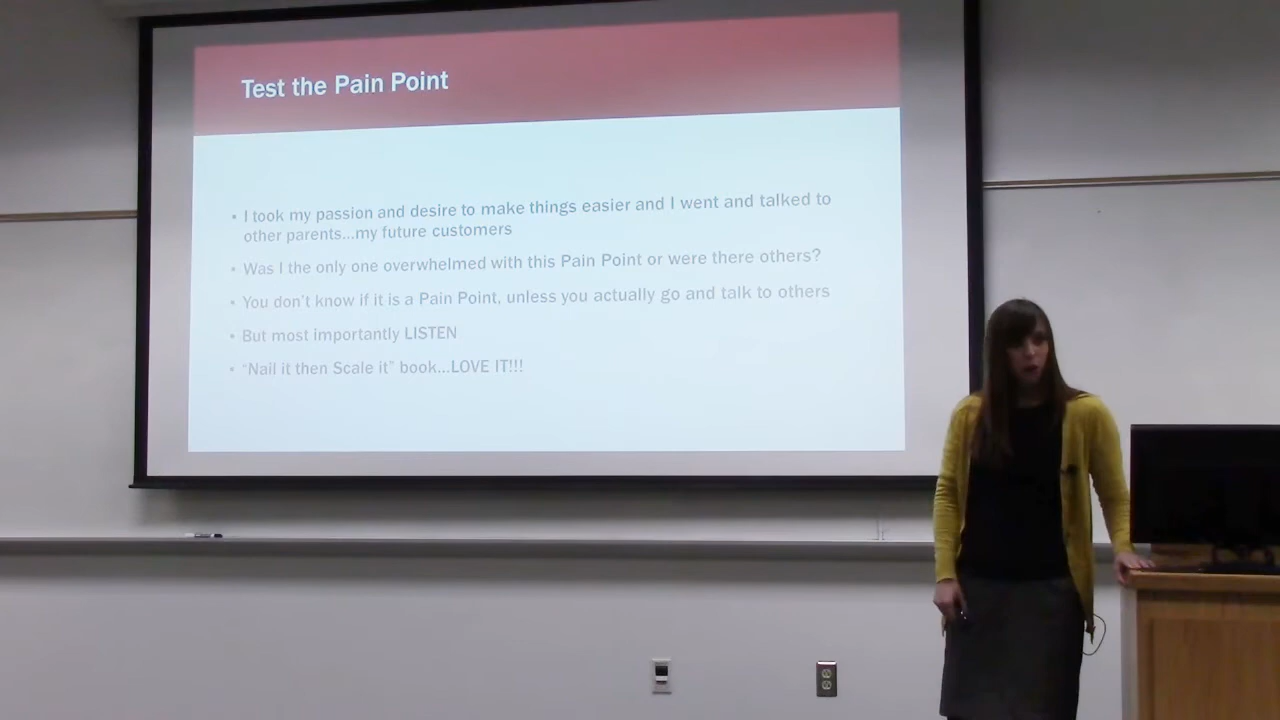 Test the Pain Point
• I took my passion and desire to make things easier and I went and talked to
other parents...my future customers
• Was I the only one overwhelmed with this Pain Point or were there others?
• You don't know if it is a Pain Point, unless you actually go and talk to others
• But most importantly LISTEN
• "Nail it then Scale it" book...LOVE IT!!!